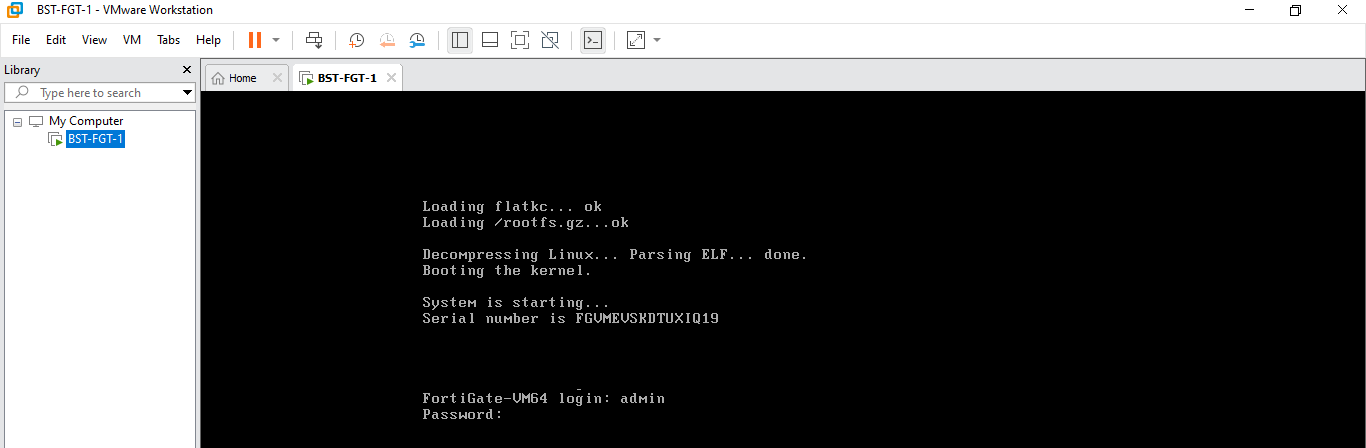 BST-FGT-1 - VMware Workstation
File Edit View VM Tabs Help
Library
Type here to search
My Computer
BST-FGT-1
Home BST-FGT-1
Loading flatkc... ok
Loading /rootfs.gz...ok
Decompressing Linux... Parsing ELF... done.
Booting the kernel.
System is starting...
Serial number is FGVMEVSKDTUXIQ19
FortiGate-VM64 login: admin
Password: